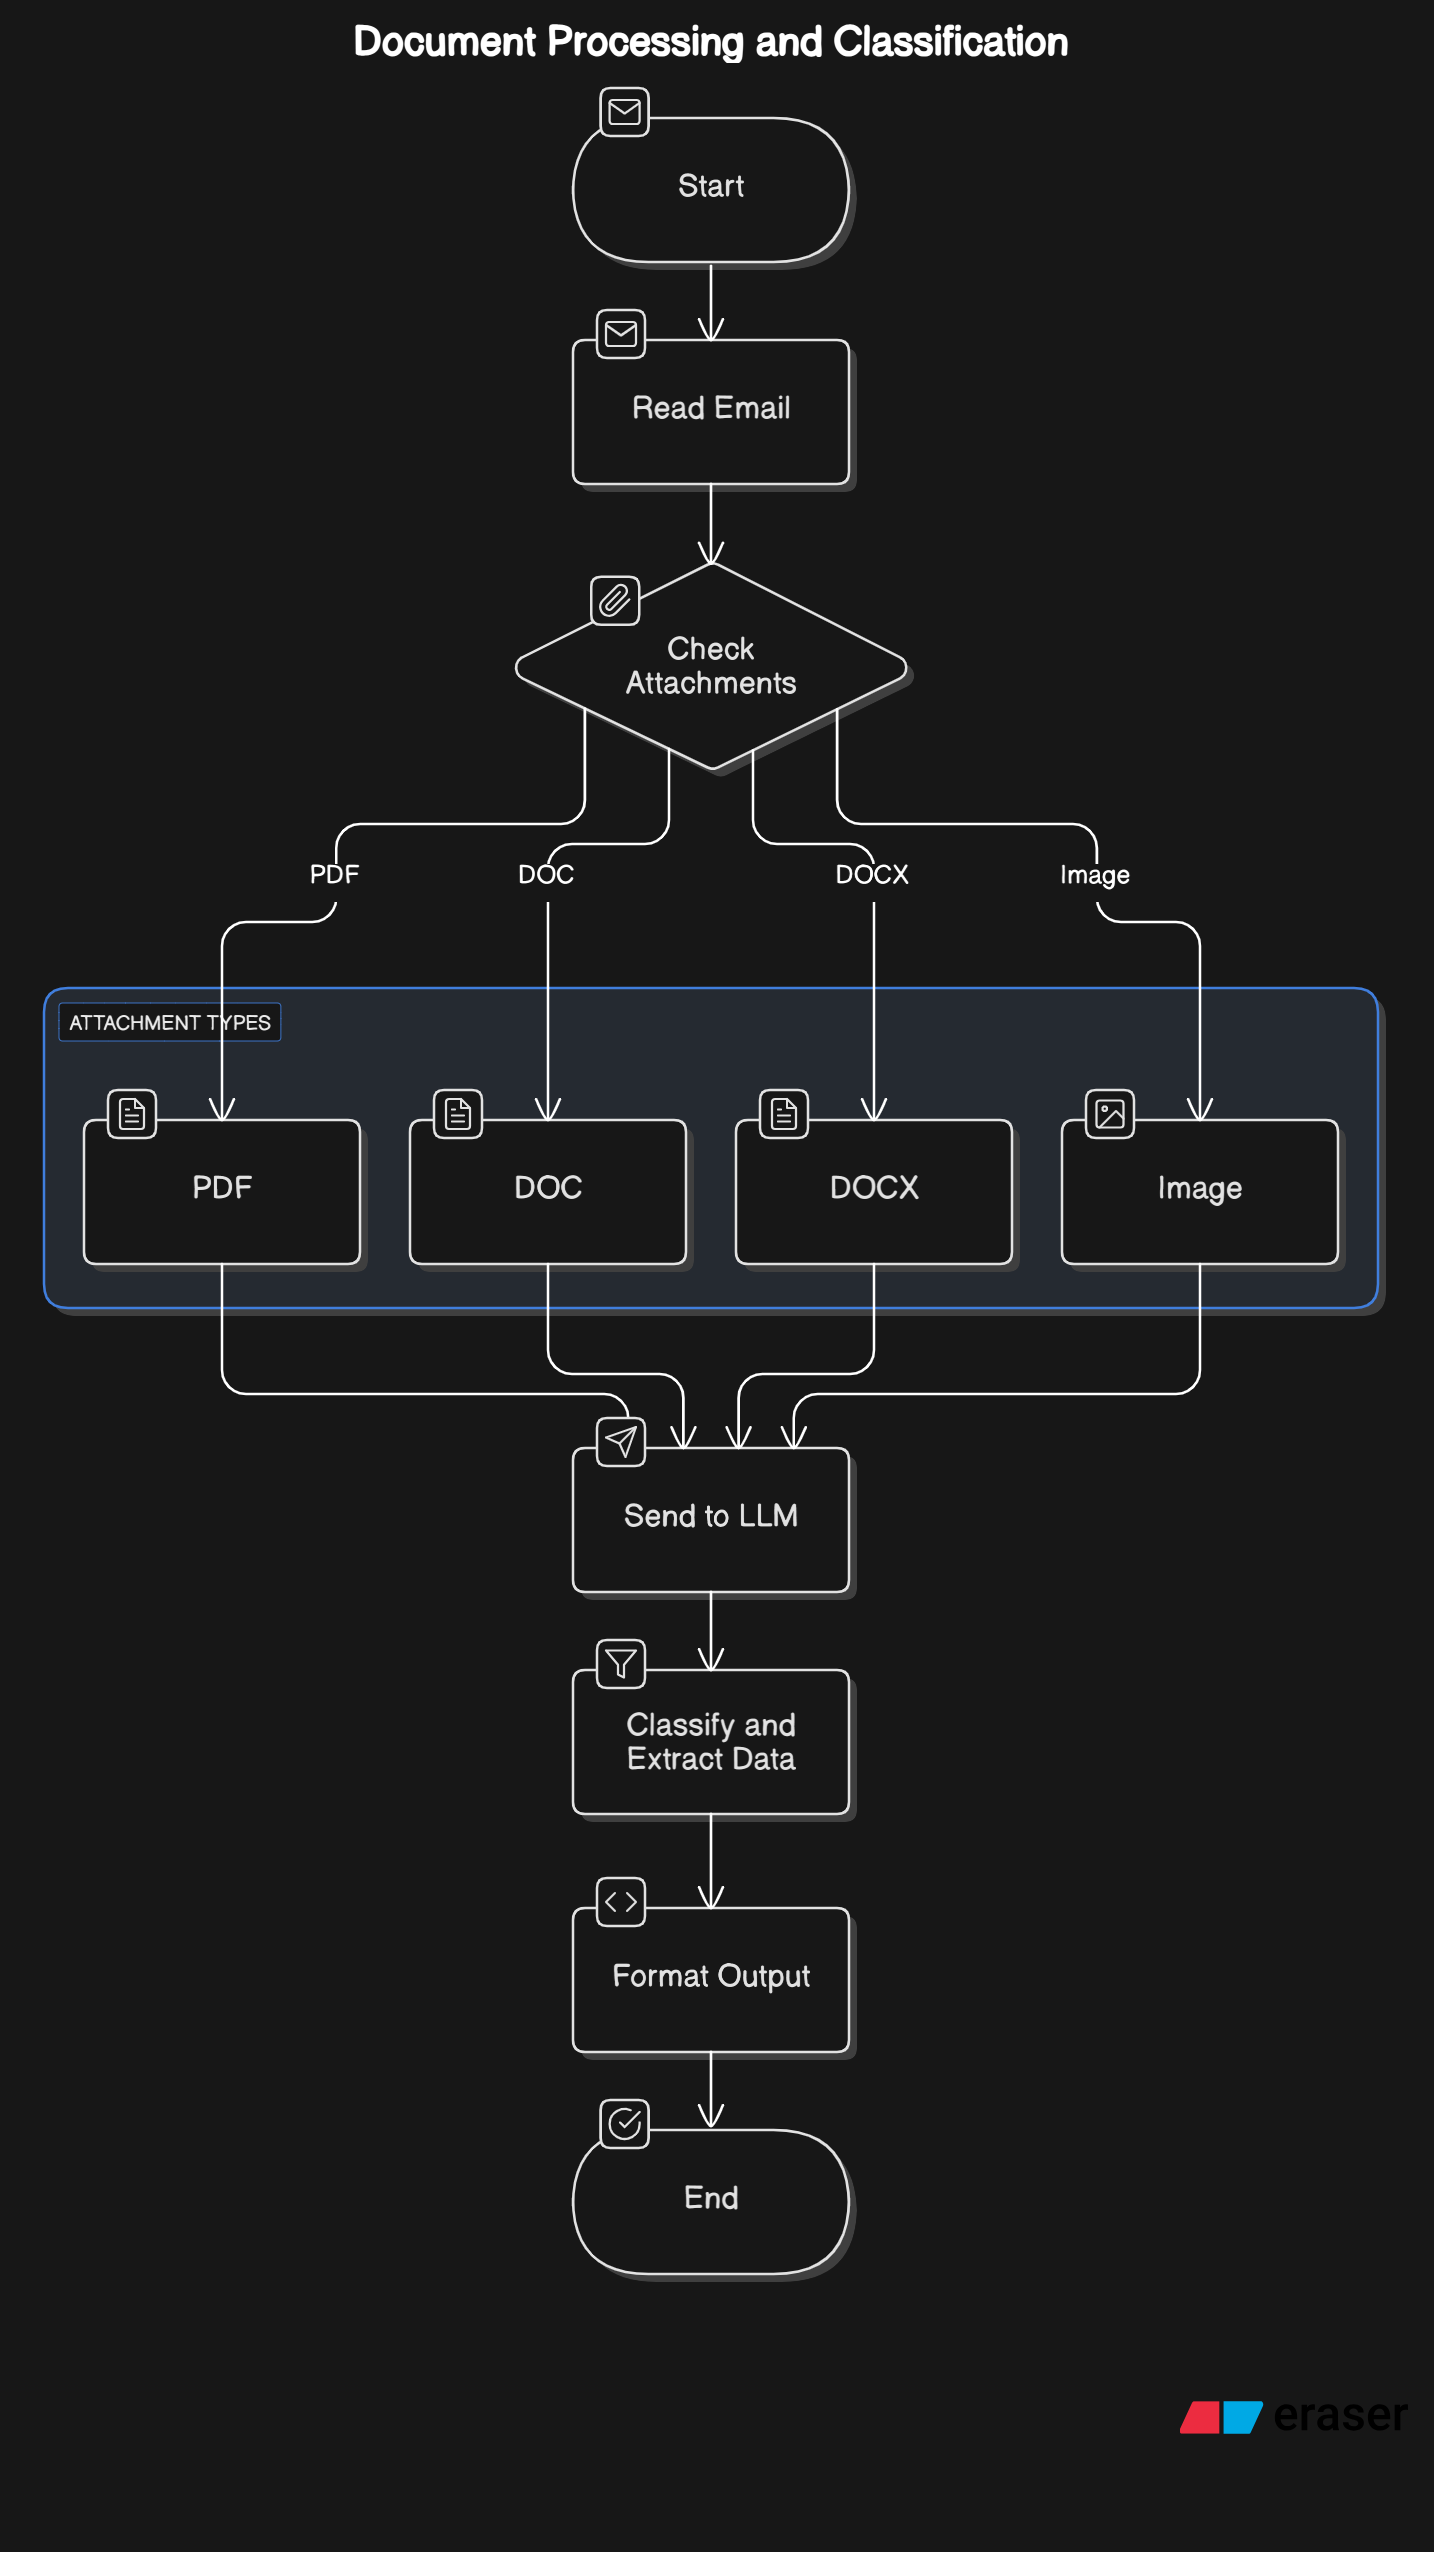 Document Processing and Classification
Start
Read Email
Check
Attachments
PDF
DOC
DOCX
Image
ATTACHMENT TYPES
PDF
DOC
DOCX
Image
Send to LLM
Classify and
Extract Data
Format Output
End
eraser